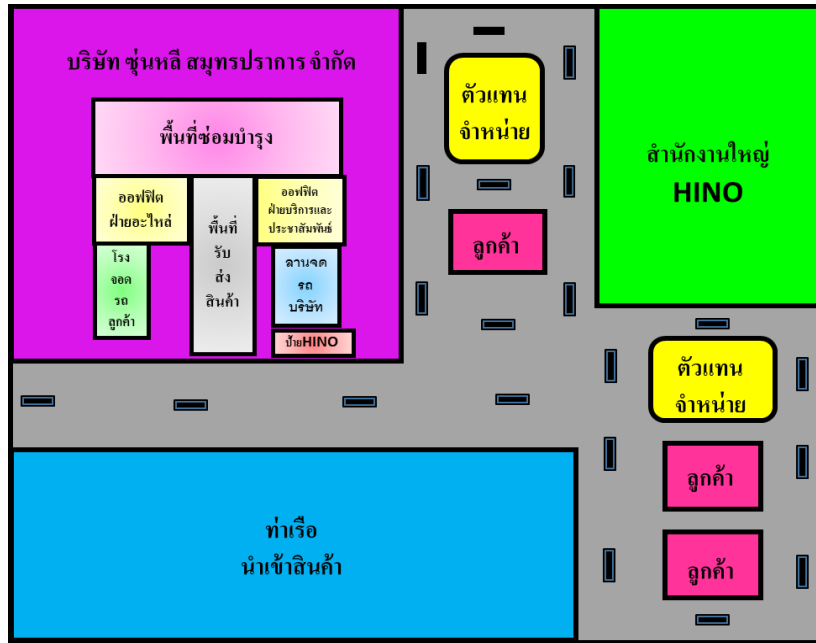 บริษัท ซุ่นหลี สมุทรปราการ จำกัด
พื้นที่ซ่อมบำรุง
ออฟฟิต
ฝ่ายอะไหล่
พื้นที่
รับ
ส่ง
สินค้า
ออฟฟิต
ฝ่ายบริการและ
ประชาสัมพันธ์
โรง
จอด
รถ
ลูกค้า
ลานจด
รถ
บริษัท
ป้ายHINO
ตัวแทน
จำหน่าย
ลูกค้า
สำนักงานใหญ่
HINO
ตัวแทน
จำหน่าย
ลูกค้า
ลูกค้า
ท่าเรือ
นำเข้าสินค้า